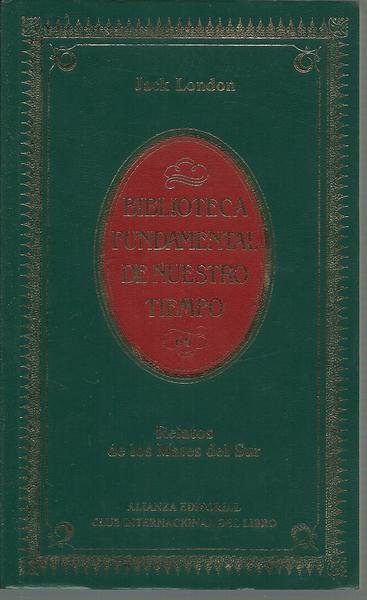 Jack London
BIBLIOTECA
FUNDAMENTAL
DE NUESTRO
TIEMPO
Relatos
de los Mares del Sur
ALIANZA EDITORIAL
CLUB INTERNACIONAL DEL LIBRO